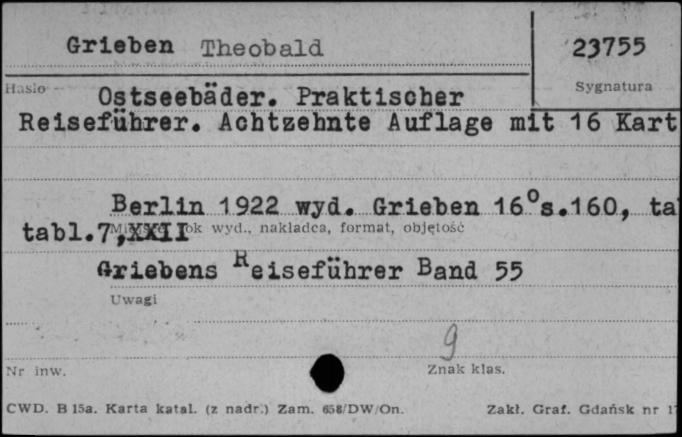 Grieben Theobald
23755
Hasło
Sygnatura
Ostseebäder. Praktischer
Reiseführer. Achtzehnte Auflage mit 16 Kart
Berlin 1922 wyd. Grieben 16°s.160, ta
tabl.7,XXII
rok wyd., nakładca, format, objętość
Griebens Reiseführer Band 55
Uwagi
9
Nr inw.
Znak klas.
CWD. B 15a. Karta katal. (z nadr.) Zam. 658/DW/On.
Zakł. Graf. Gdańsk nr 1